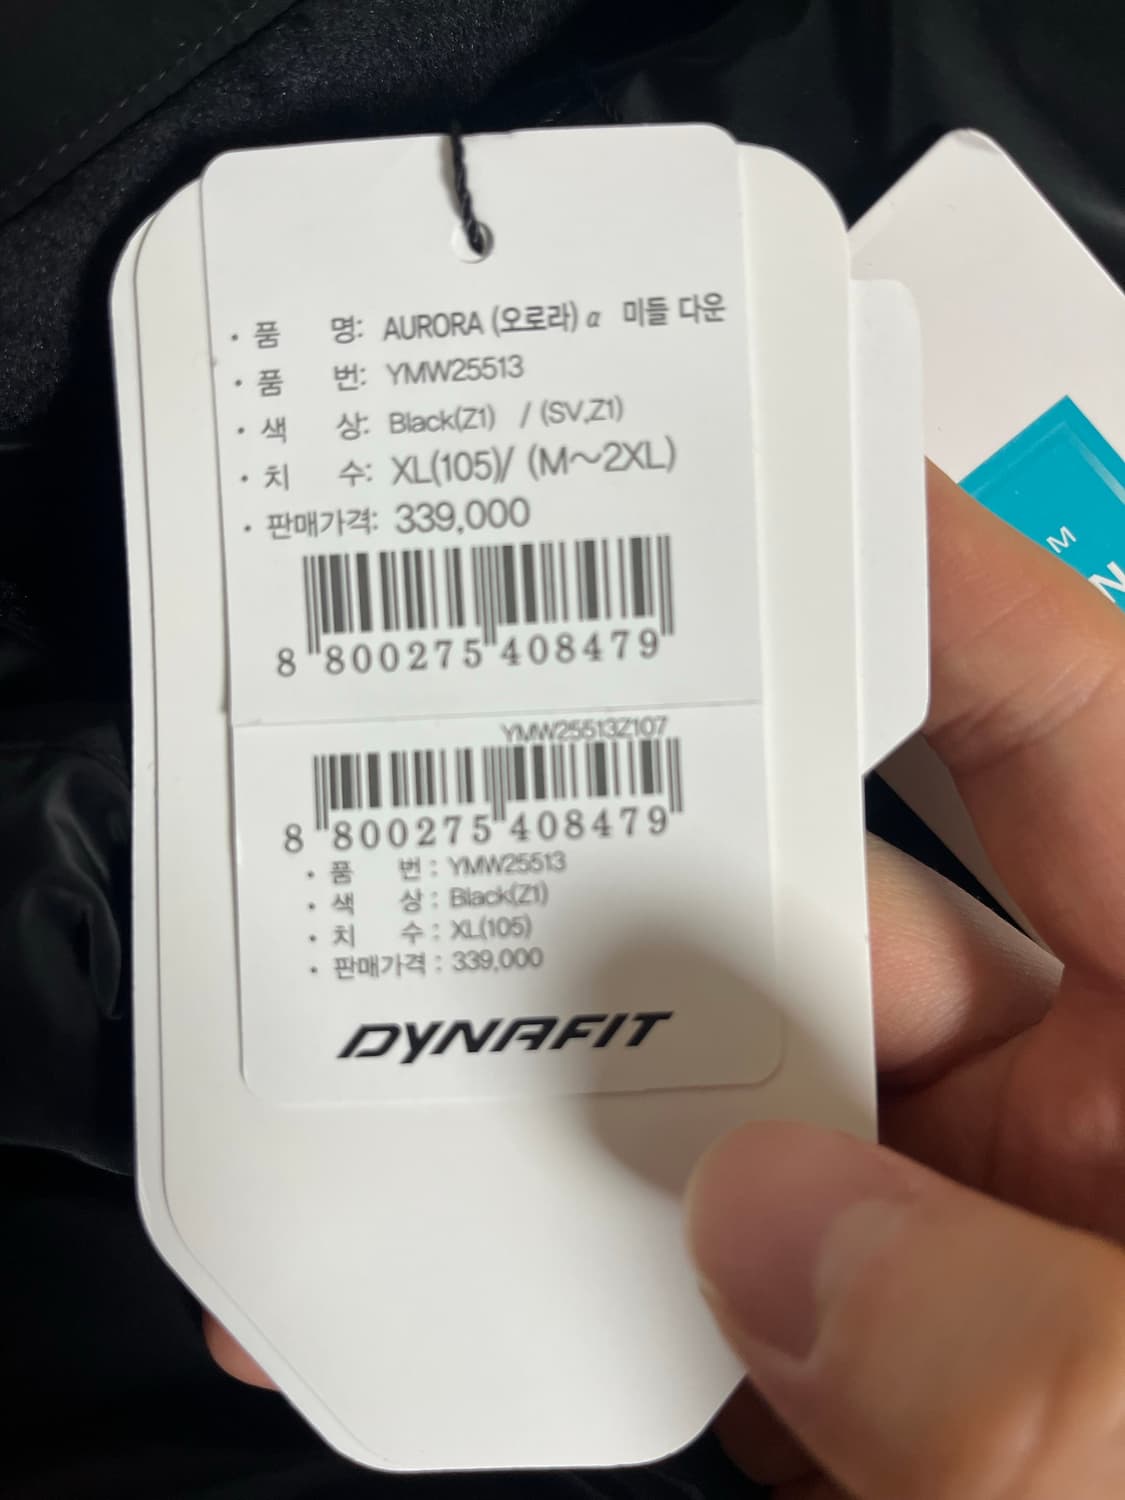 · 품 명: AURORA (오로라) α 미들 다운
· 품 번: YMW25513
· 색 상: Black(Z1) / (SV,Z1)
· 치 수: XL(105)/ (M~2XL)
· 판매가격: 339,000
8 800275 408479
YMW25513Z107
8 800275 408479
· 품 번 : YMW25513
· 색 상 : Black(Z1)
· 치 수 : XL(105)
· 판매가격 : 339,000
DYNAFIT
M
N